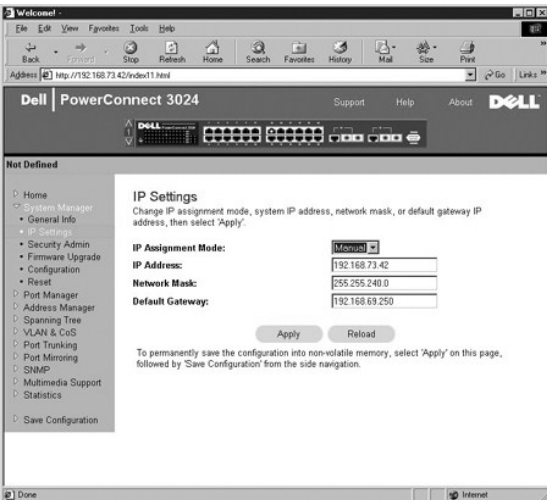 Welcome! -
File Edit View Favorites Tools Help
Back Forward Stop Refresh Home Search Favorites History Mail Size Print
Address http://192.168.73.42/index11.html Go Links
Dell PowerConnect 3024 Support Help About DELL
DELL
Not Defined
Home
System Manager
General Info
IP Settings
Security Admin
Firmware Upgrade
Configuration
Reset
Port Manager
Address Manager
Spanning Tree
VLAN & CoS
Port Trunking
Port Mirroring
SNMP
Multimedia Support
Statistics
Save Configuration
IP Settings
Change IP assignment mode, system IP address, network mask, or default gateway IP
address, then select 'Apply'.
IP Assignment Mode: Manual
IP Address: 192.168.73.42
Network Mask: 255.255.240.0
Default Gateway: 192.168.69.250
Apply Reload
To permanently save the configuration into non-volatile memory, select 'Apply' on this page,
followed by 'Save Configuration' from the side navigation.
Done Internet